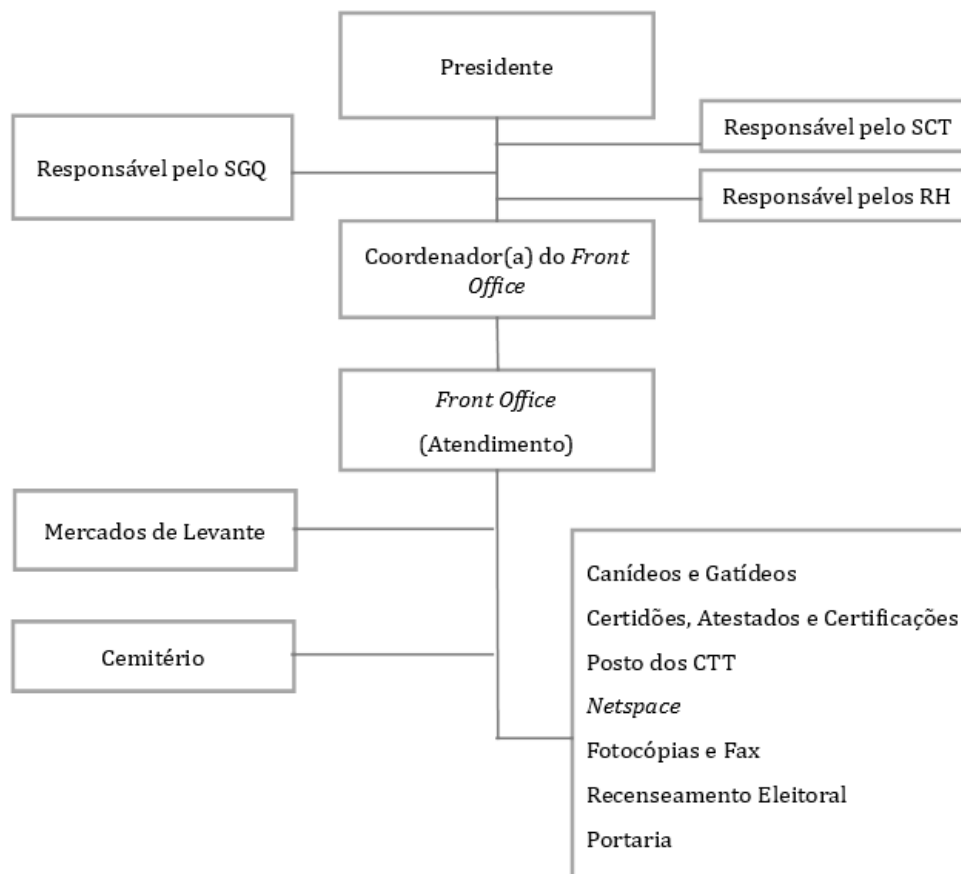 Presidente
Responsável pelo SCT
Responsável pelo SGQ
Responsável pelos RH
Coordenador(a) do Front
Office
Front Office
(Atendimento)
Mercados de Levante
Cemitério
Canídeos e Gatídeos
Certidões, Atestados e Certificações
Posto dos CTT
Netspace
Fotocópias e Fax
Recenseamento Eleitoral
Portaria